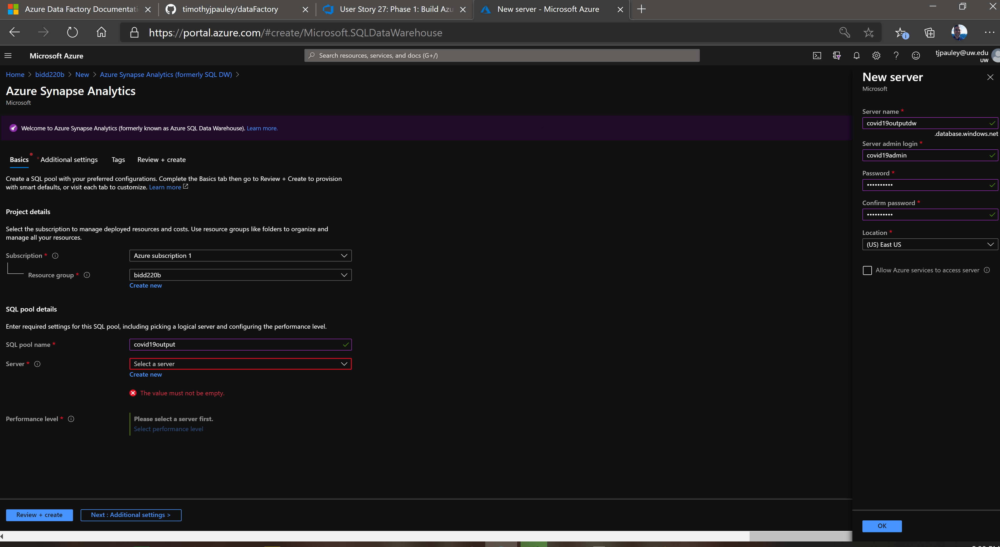 Azure Data Factory Documentati
timothyjpauley/dataFactory
User Story 27: Phase 1: Build Azu
New server - Microsoft Azure
https://portal.azure.com/#create/Microsoft.SQLDataWarehouse
Microsoft Azure
Search resources, services, and docs (G+/)
tjpauley@uw.edu
UW
Home > bidd220b > New > Azure Synapse Analytics (formerly SQL DW) >
Azure Synapse Analytics
Microsoft
Welcome to Azure Synapse Analytics (formerly known as Azure SQL Data Warehouse). Learn more.
Basics * Additional settings Tags Review + create
Create a SQL pool with your preferred configurations. Complete the Basics tab then go to Review + Create to provision
with smart defaults, or visit each tab to customize. Learn more
Project details
Select the subscription to manage deployed resources and costs. Use resource groups like folders to organize and
manage all your resources.
Subscription * Azure subscription 1
Resource group * bidd220b
Create new
SQL pool details
Enter required settings for this SQL pool, including picking a logical server and configuring the performance level.
SQL pool name * covid19output
Server * Select a server
Create new
The value must not be empty.
Performance level * Please select a server first.
Select performance level
Review + create
Next : Additional settings >
New server
Microsoft
Server name *
covid19outputdw
.database.windows.net
Server admin login *
covid19admin
Password *
••••••••••
Confirm password *
••••••••••
Location *
(US) East US
Allow Azure services to access server
OK